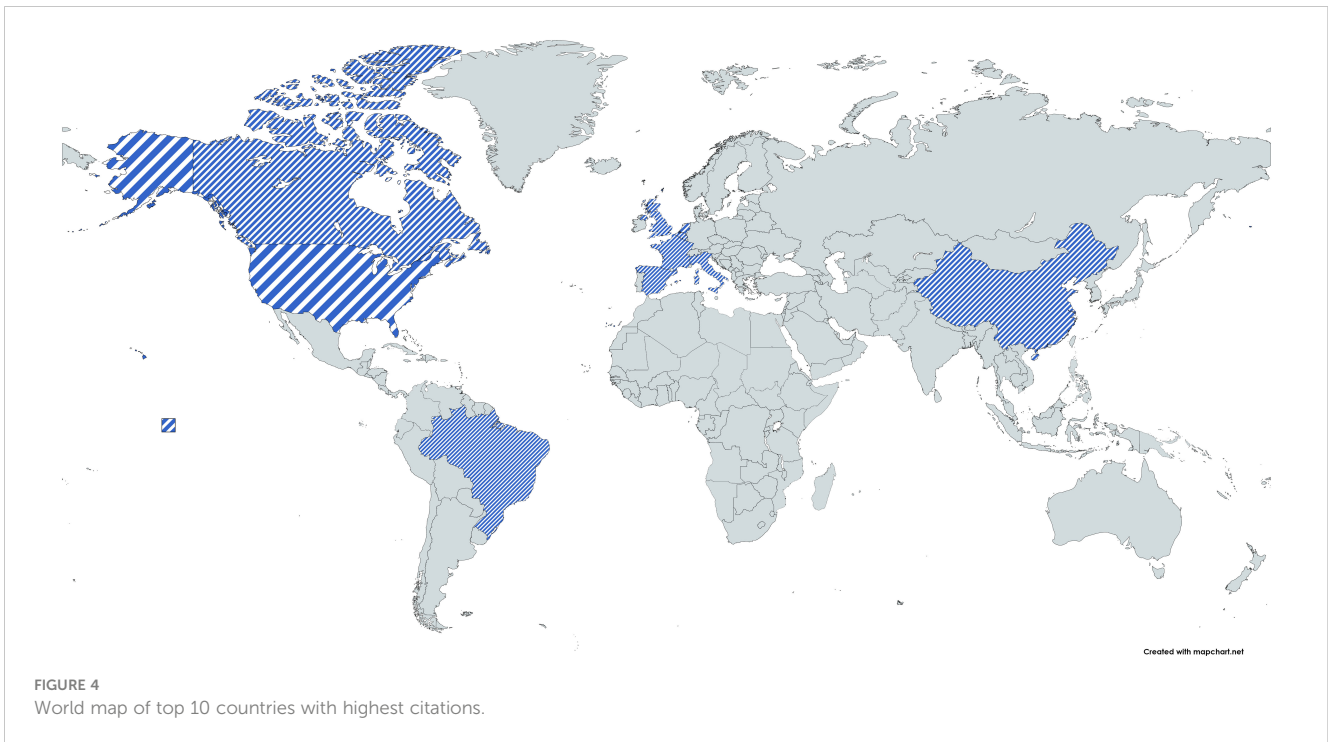 Created with mapchart.net
FIGURE 4
World map of top 10 countries with highest citations.